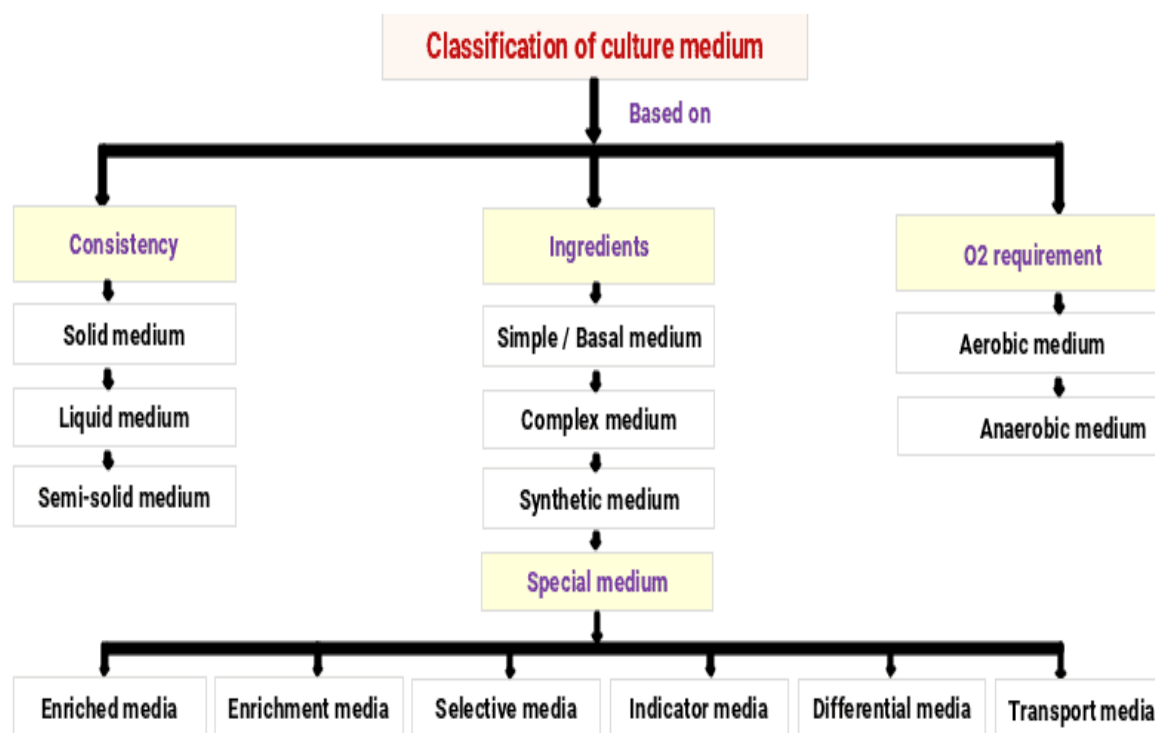 Classification of culture medium
Based on
Consistency
Ingredients
O2 requirement
Solid medium
Simple / Basal medium
Aerobic medium
Liquid medium
Complex medium
Anaerobic medium
Semi-solid medium
Synthetic medium
Special medium
Enriched media
Enrichment media
Selective media
Indicator media
Differential media
Transport media